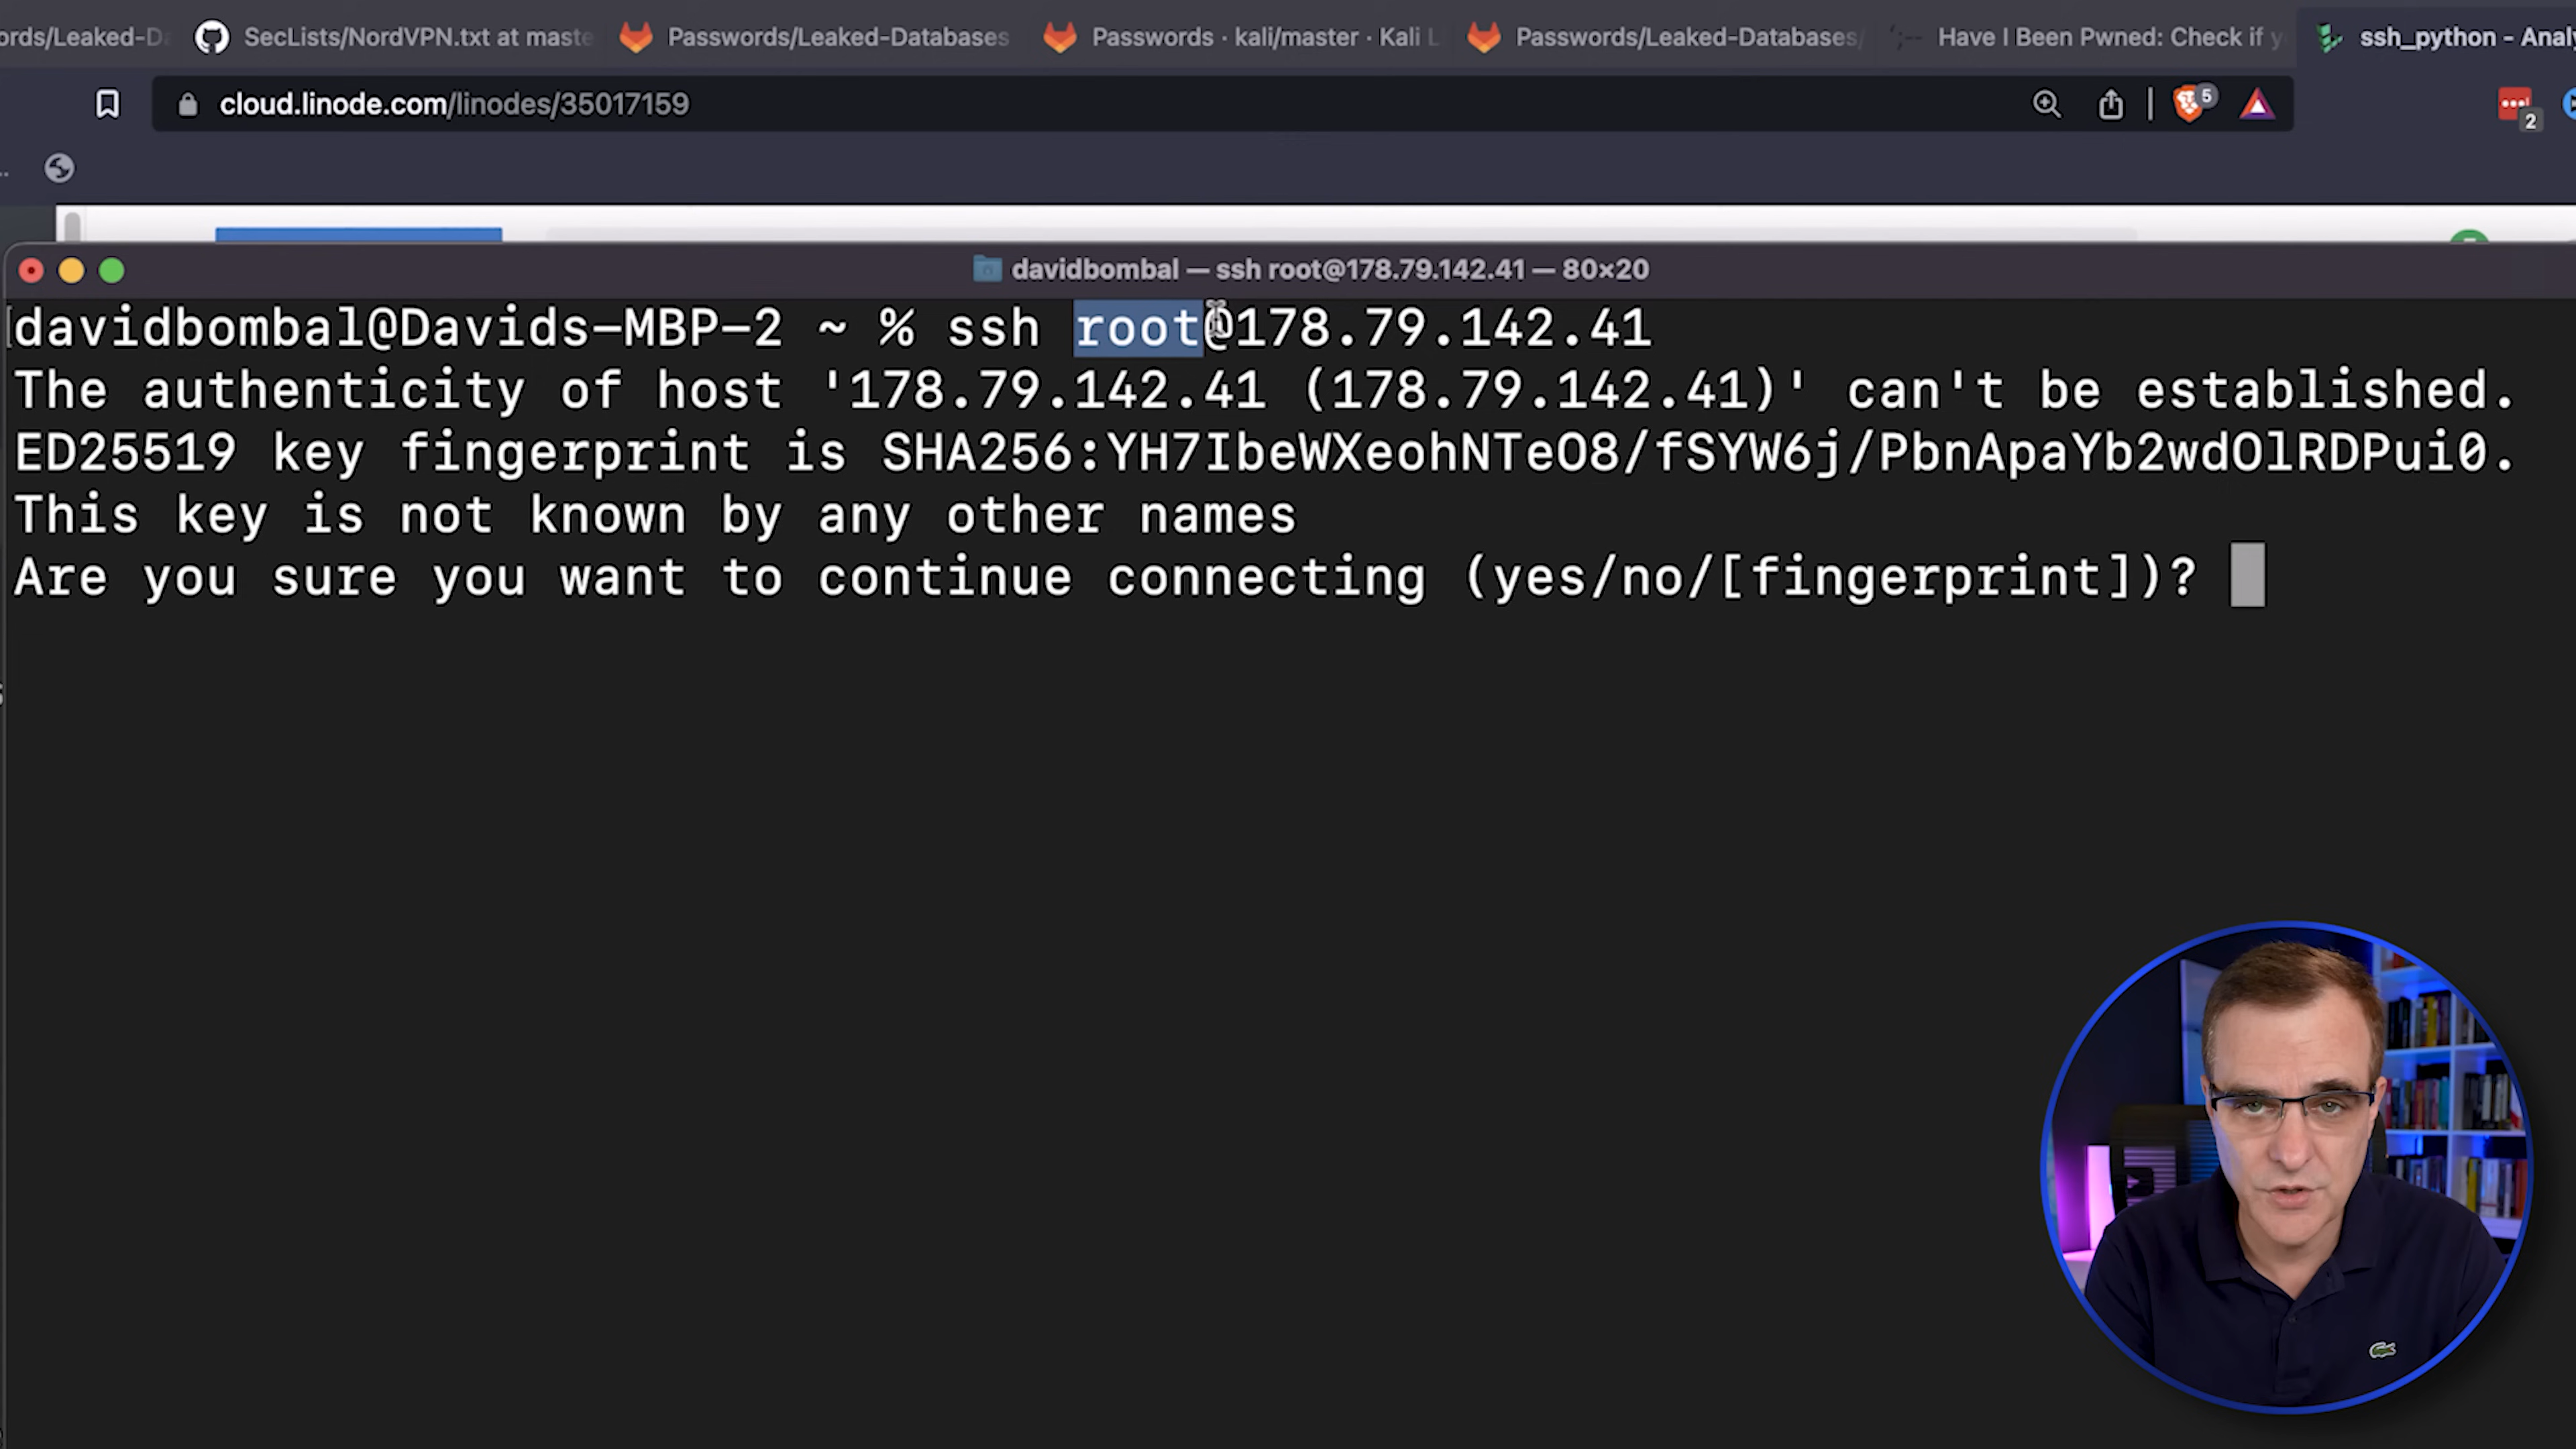 ords/Leaked-Da
SecLists/NordVPN.txt at maste
Passwords/Leaked-Databases
Passwords · kali/master · Kali L
Passwords/Leaked-Databases/
Have I Been Pwned: Check if y
ssh_python - Analy
cloud.linode.com/linodes/35017159
5
2
davidbombal — ssh root@178.79.142.41 — 80×20
davidbombal@Davids-MBP-2 ~ % ssh root@178.79.142.41
The authenticity of host '178.79.142.41 (178.79.142.41)' can't be established.
ED25519 key fingerprint is SHA256:YH7IbeWXeohNTeO8/fSYW6j/PbnApaYb2wdOlRDPui0.
This key is not known by any other names
Are you sure you want to continue connecting (yes/no/[fingerprint])?